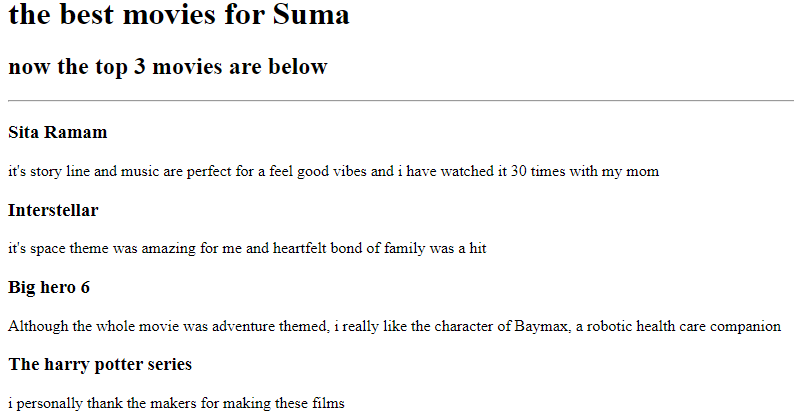 the best movies for Suma
now the top 3 movies are below
Sita Ramam
it's story line and music are perfect for a feel good vibes and i have watched it 30 times with my mom
Interstellar
it's space theme was amazing for me and heartfelt bond of family was a hit
Big hero 6
Although the whole movie was adventure themed, i really like the character of Baymax, a robotic health care companion
The harry potter series
i personally thank the makers for making these films